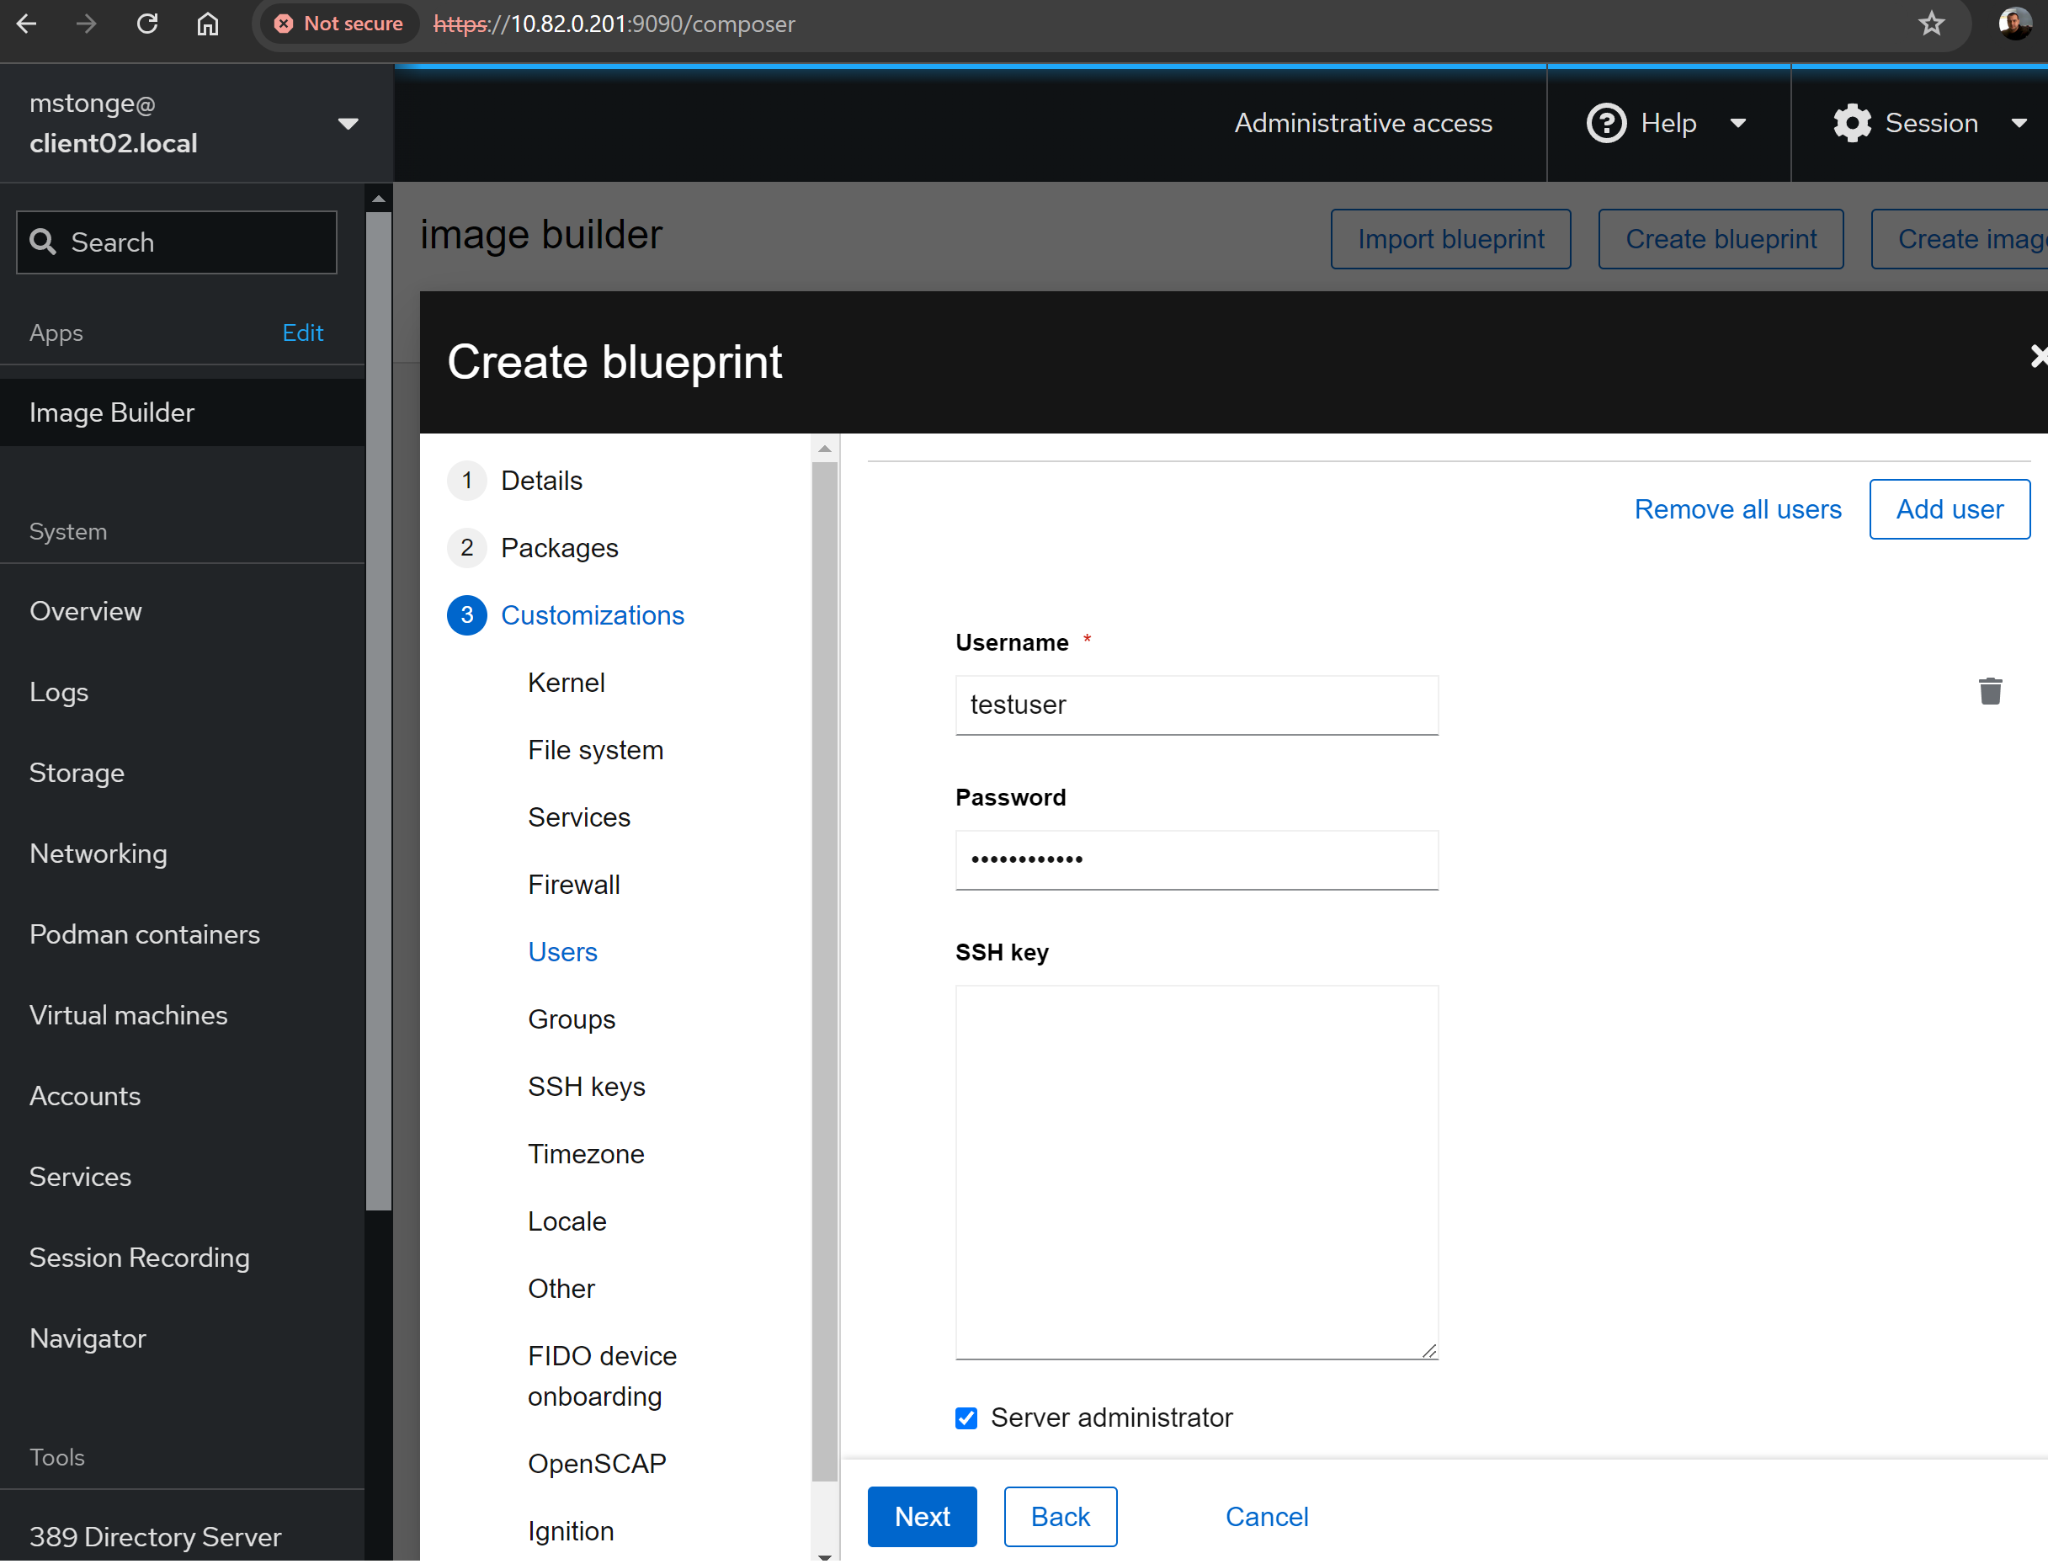 Not secure https://10.82.0.201:9090/composer
mstonge@
client02.local
Administrative access
Help
Session
Search
Apps
Edit
Image Builder
System
Overview
Logs
Storage
Networking
Podman containers
Virtual machines
Accounts
Services
Session Recording
Navigator
Tools
389 Directory Server
image builder
Import blueprint
Create blueprint
Create imag
Create blueprint
1 Details
2 Packages
3 Customizations
Kernel
File system
Services
Firewall
Users
Groups
SSH keys
Timezone
Locale
Other
FIDO device
onboarding
OpenSCAP
Ignition
Remove all users
Add user
Username *
testuser
Password
••••••••••••
SSH key
Server administrator
Next
Back
Cancel